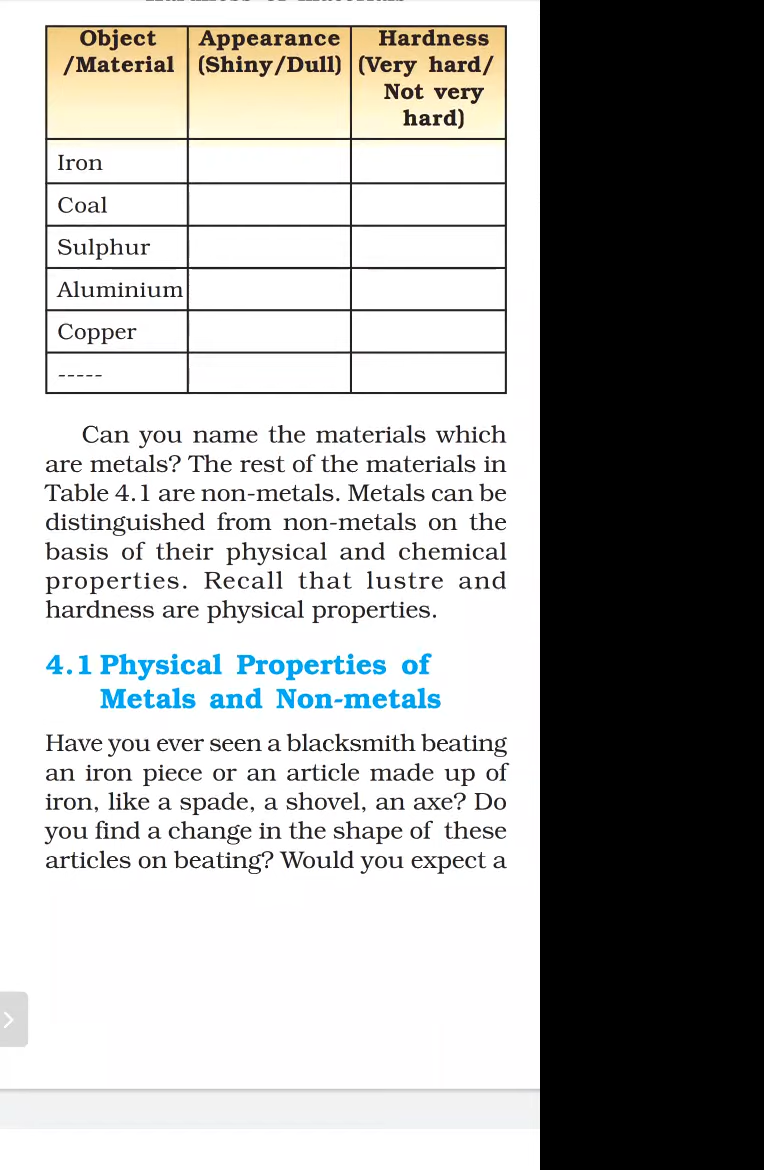 Object Appearance Hardness
/Material (Shiny/Dull) (Very hard/
Not very
hard)
Iron
Coal
Sulphur
Aluminium
Copper
-----
Can you name the materials which
are metals? The rest of the materials in
Table 4.1 are non-metals. Metals can be
distinguished from non-metals on the
basis of their physical and chemical
properties. Recall that lustre and
hardness are physical properties.
4.1 Physical Properties of
Metals and Non-metals
Have you ever seen a blacksmith beating
an iron piece or an article made up of
iron, like a spade, a shovel, an axe? Do
you find a change in the shape of these
articles on beating? Would you expect a